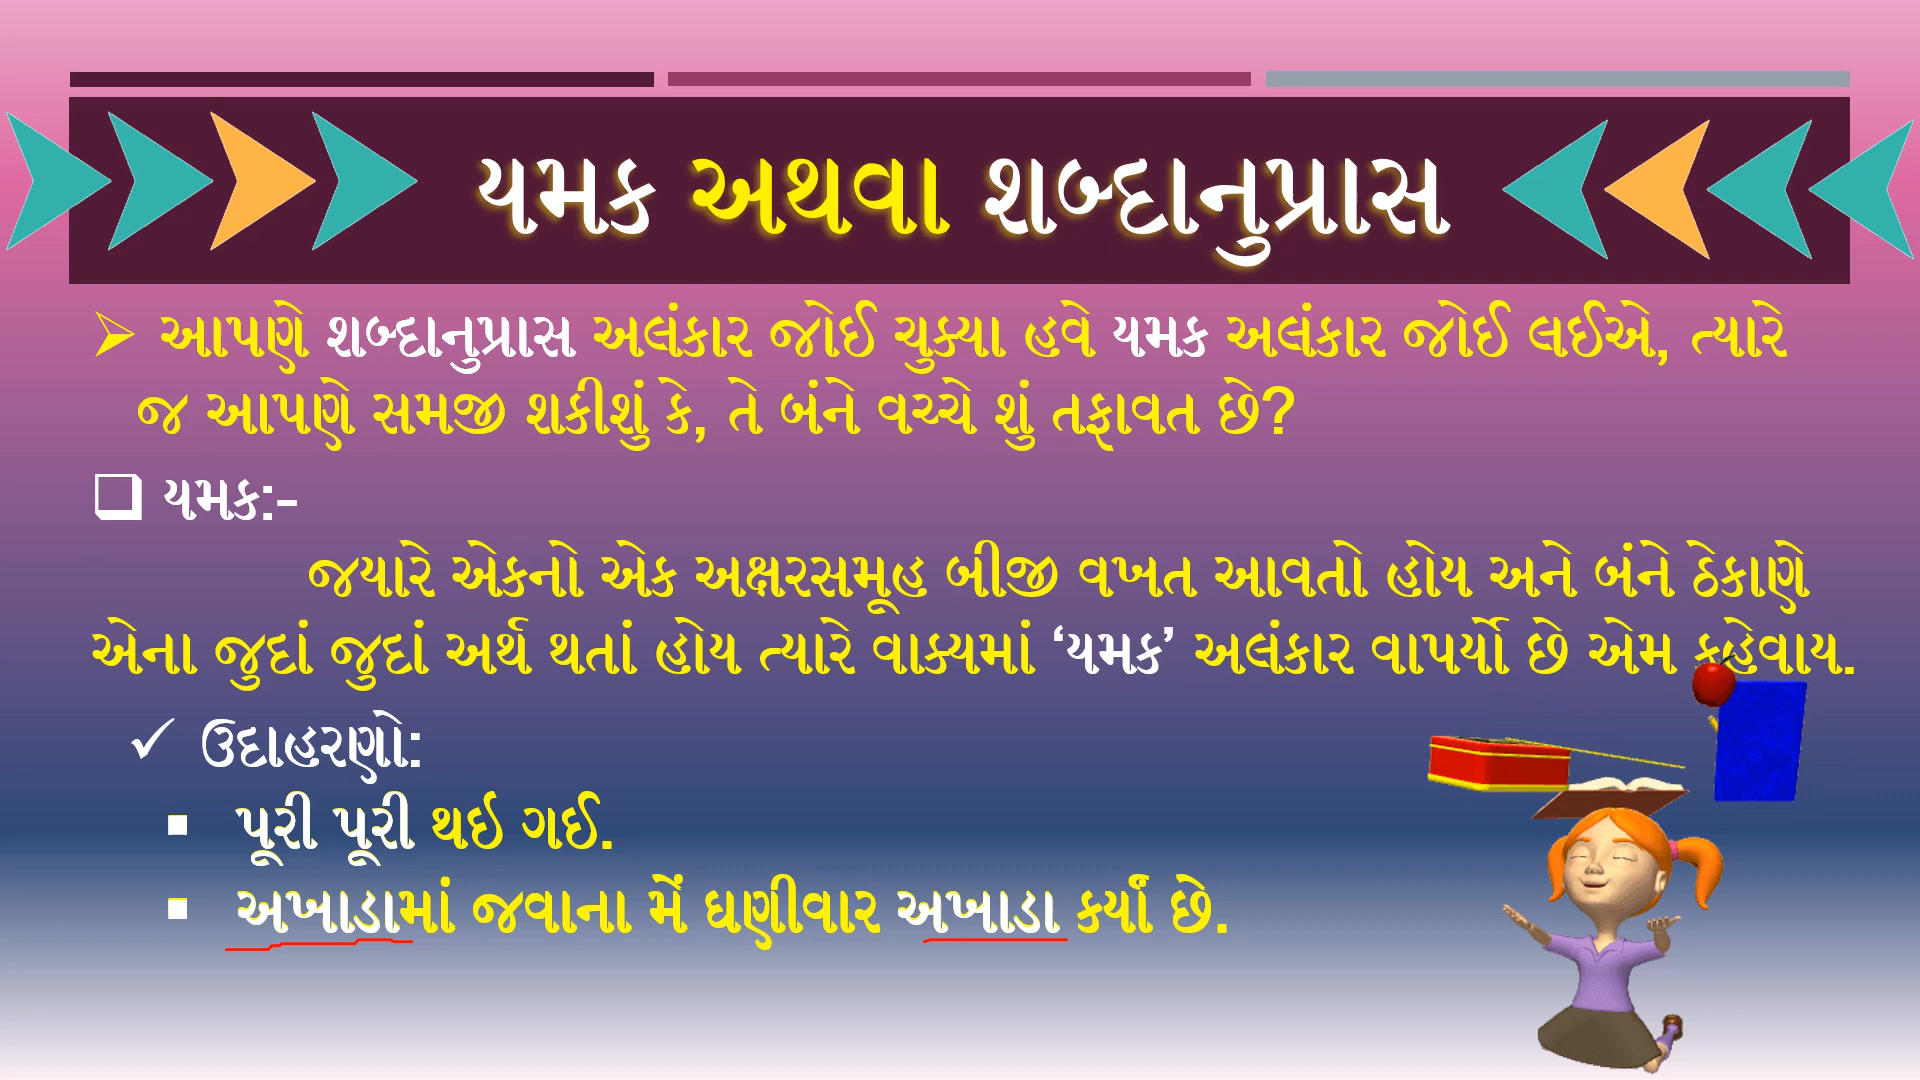 યમક અથવા શબ્દાનુપ્રાસ
આપણે શબ્દાનુપ્રાસ અલંકાર જોઈ ચુક્યા હવે યમક અલંકાર જોઈ લઈએ, ત્યારે
જ આપણે સમજી શકીશું કે, તે બંને વચ્ચે શું તફાવત છે?
યમક:-
જયારે એકનો એક અક્ષરસમૂહ બીજી વખત આવતો હોય અને બંને ઠેકાણે
એના જુદાં જુદાં અર્થ થતાં હોય ત્યારે વાક્યમાં ‘યમક’ અલંકાર વાપર્યો છે એમ કહેવાય.
ઉદાહરણો:
પૂરી પૂરી થઇ ગઈ.
અખાડામાં જવાના મેં ઘણીવાર અખાડા કર્યાં છે.